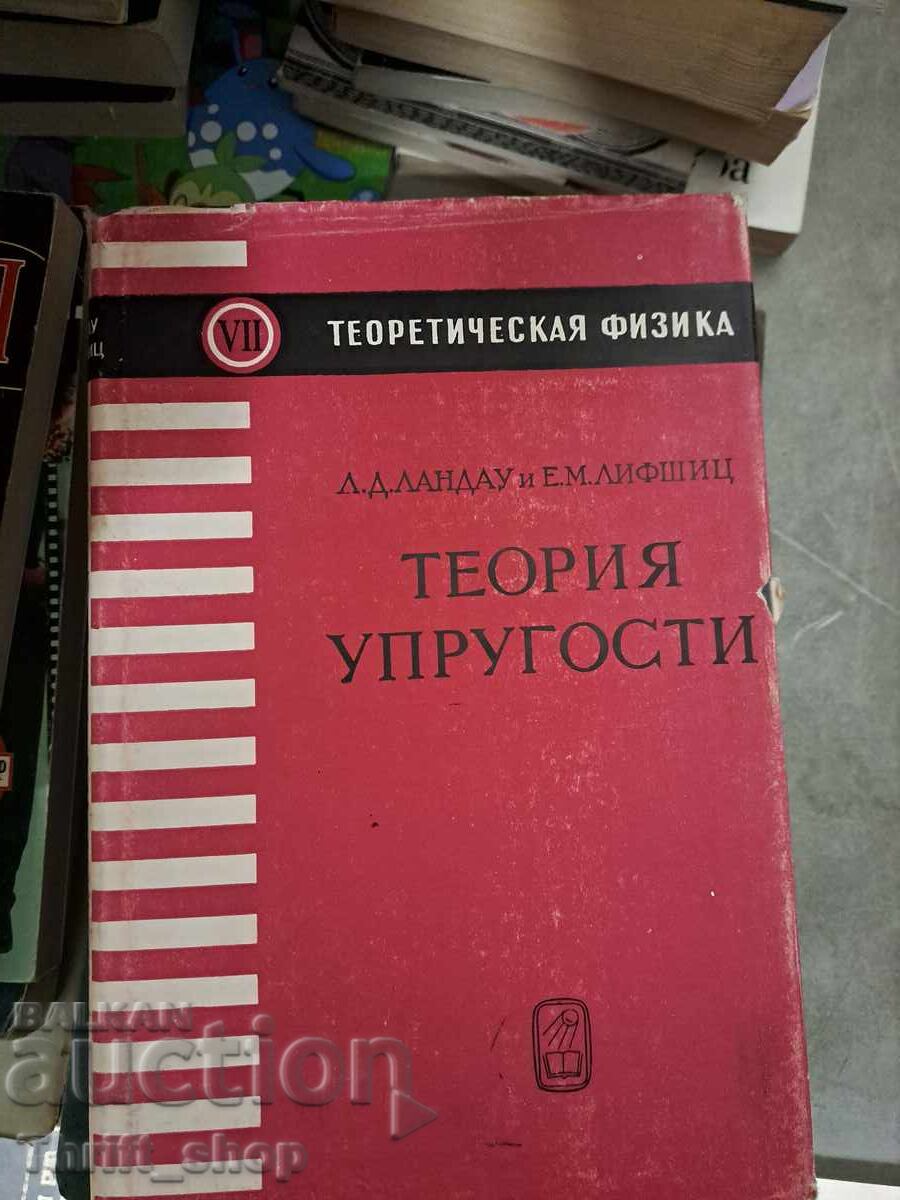 VII
ТЕОРЕТИЧЕСКАЯ ФИЗИКА
Л.Д.ЛАНДАУ и Е.М.ЛИФШИЦ
ТЕОРИЯ
УПРУГОСТИ
BALKAN
auction
thrift_shop